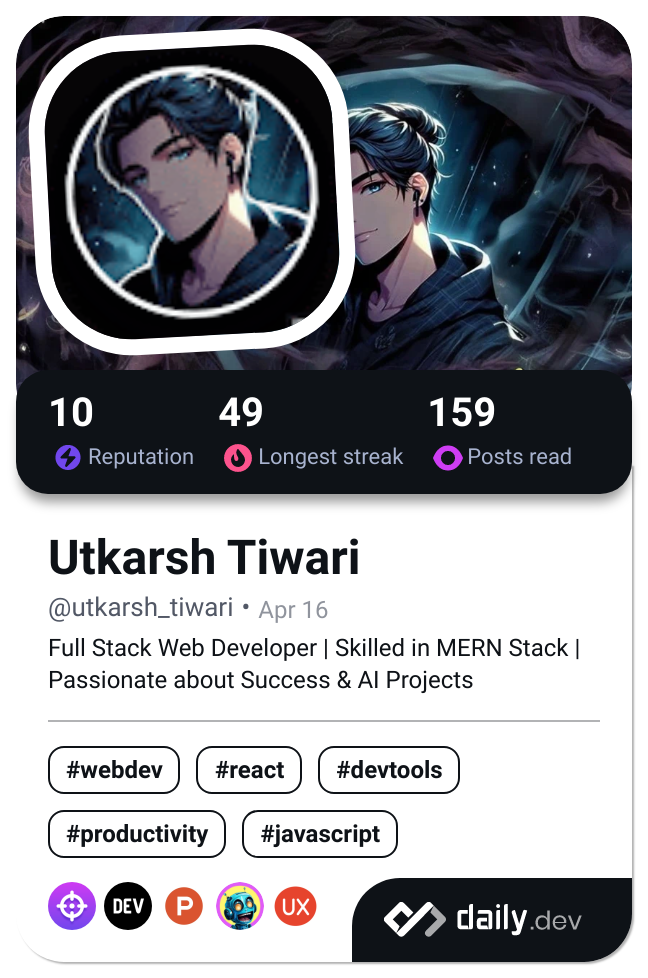 10 49 159
Reputation Longest streak Posts read
Utkarsh Tiwari
@utkarsh_tiwari • Apr 16
Full Stack Web Developer | Skilled in MERN Stack |
Passionate about Success & AI Projects
#webdev #react #devtools
#productivity #javascript
DEV P UX daily.dev